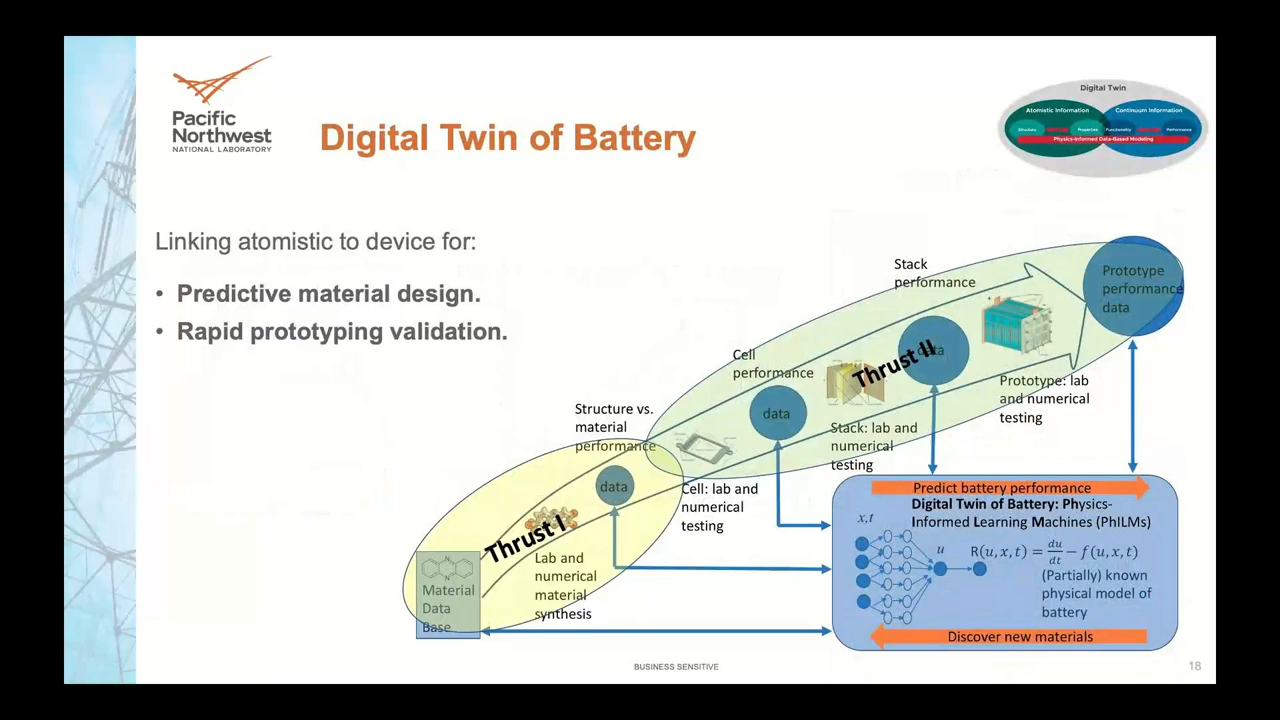 Pacific
Northwest
NATIONAL LABORATORY
Digital Twin of Battery
Digital Twin
Atomistic Information
Continuum Information
Structure
Properties
Functionality
Performance
Physics-Informed Data-Based Modeling
Linking atomistic to device for:
• Predictive material design.
• Rapid prototyping validation.
Stack
performance
Prototype
performance
data
Cell
performance
data
Thrust II
Prototype: lab
and numerical
testing
Structure vs.
material
performance
data
Stack: lab and
numerical
testing
data
Cell: lab and
numerical
testing
Thrust I
Lab and
numerical
material
synthesis
N
N
Material
Data
Base
Predict battery performance
Digital Twin of Battery: Physics-
Informed Learning Machines (PhILMs)
x,t
u
R(u, x, t) = du/dt − f(u, x, t)
(Partially) known
physical model of
battery
Discover new materials
BUSINESS SENSITIVE
18